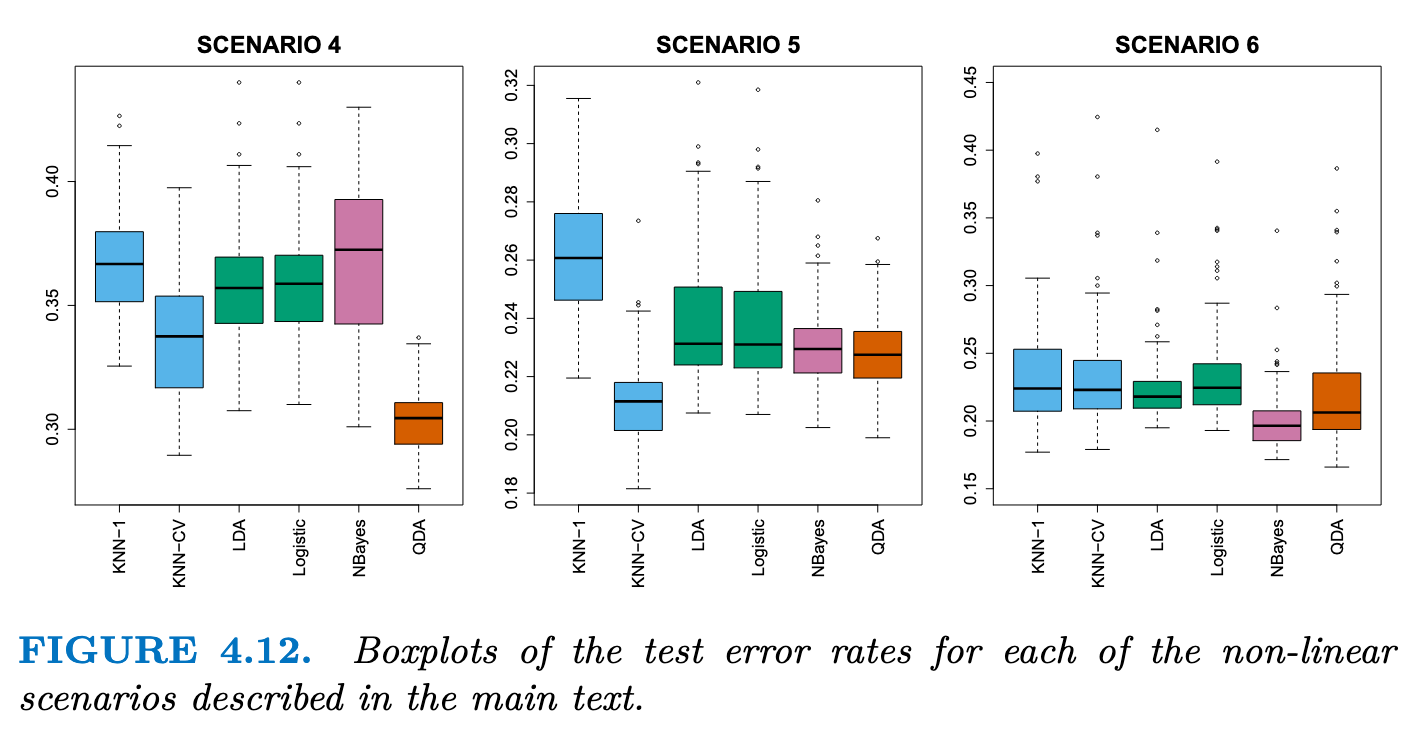 SCENARIO 4
0.30
0.35
0.40
KNN−1
KNN−CV
LDA
Logistic
NBayes
QDA
SCENARIO 5
0.18
0.20
0.22
0.24
0.26
0.28
0.30
0.32
KNN−1
KNN−CV
LDA
Logistic
NBayes
QDA
SCENARIO 6
0.15
0.20
0.25
0.30
0.35
0.40
0.45
KNN−1
KNN−CV
LDA
Logistic
NBayes
QDA
FIGURE 4.12. Boxplots of the test error rates for each of the non-linear
scenarios described in the main text.